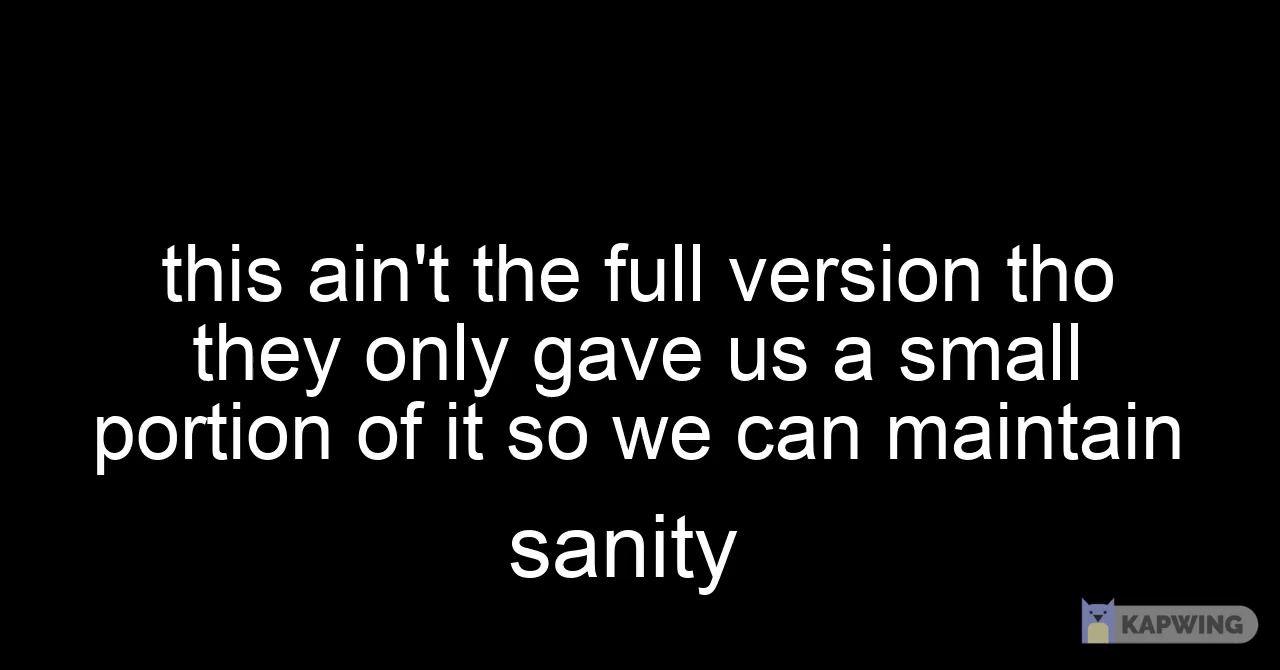 this ain't the full version tho
they only gave us a small
portion of it so we can maintain
sanity
KAPWING